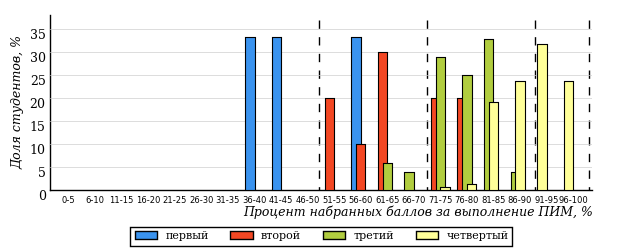 Доля студентов, %
35
30
25
20
15
10
5
0
0-5 6-10 11-15 16-20 21-25 26-30 31-35 36-40 41-45 46-50 51-55 56-60 61-65 66-70 71-75 76-80 81-85 86-90 91-95 96-100
Процент набранных баллов за выполнение ПИМ, %
первый второй третий четвертый